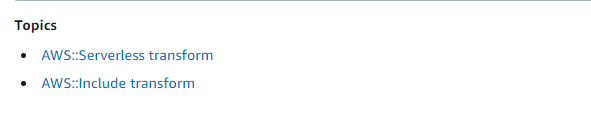 Topics
• AWS::Serverless transform
• AWS::Include transform